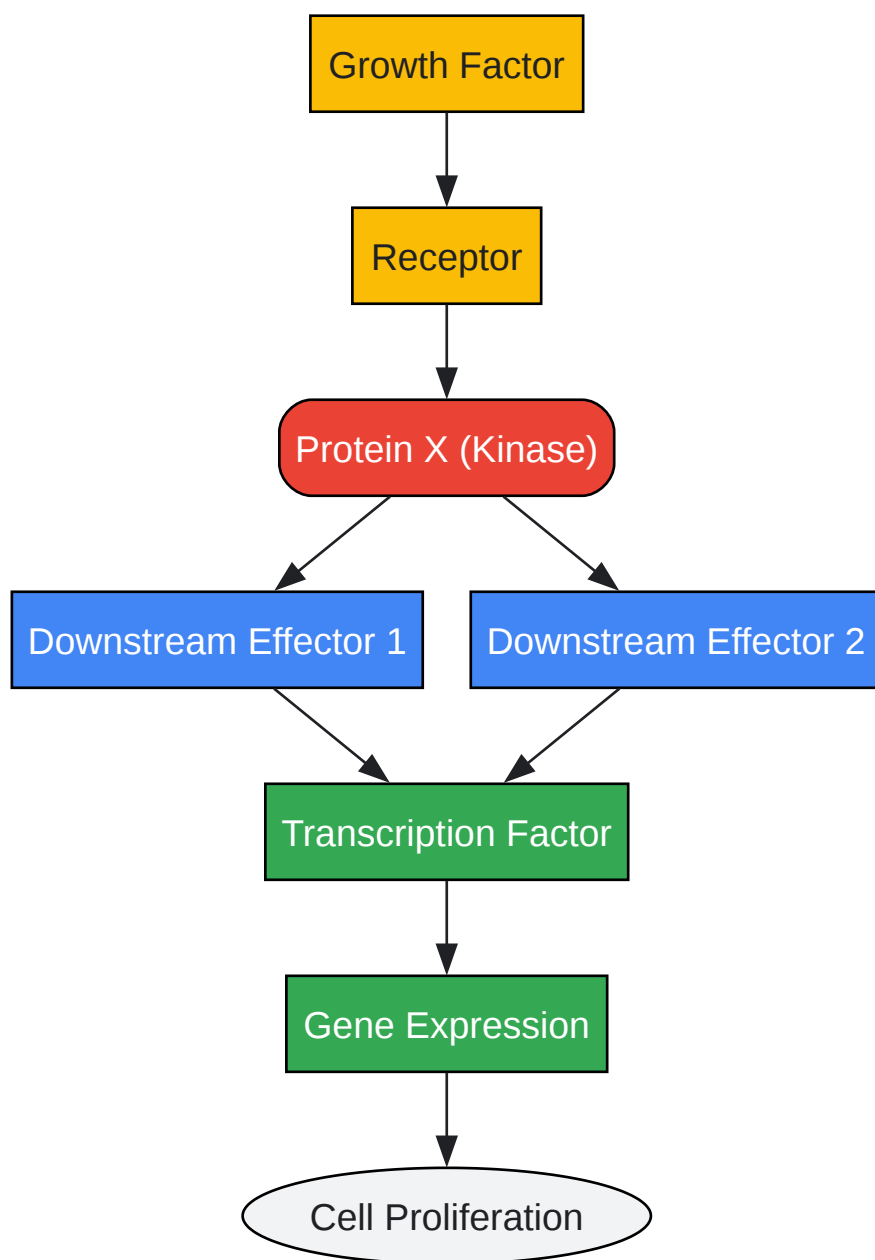 Growth Factor
Receptor
Protein X (Kinase)
Downstream Effector 1
Downstream Effector 2
Transcription Factor
Gene Expression
Cell Proliferation